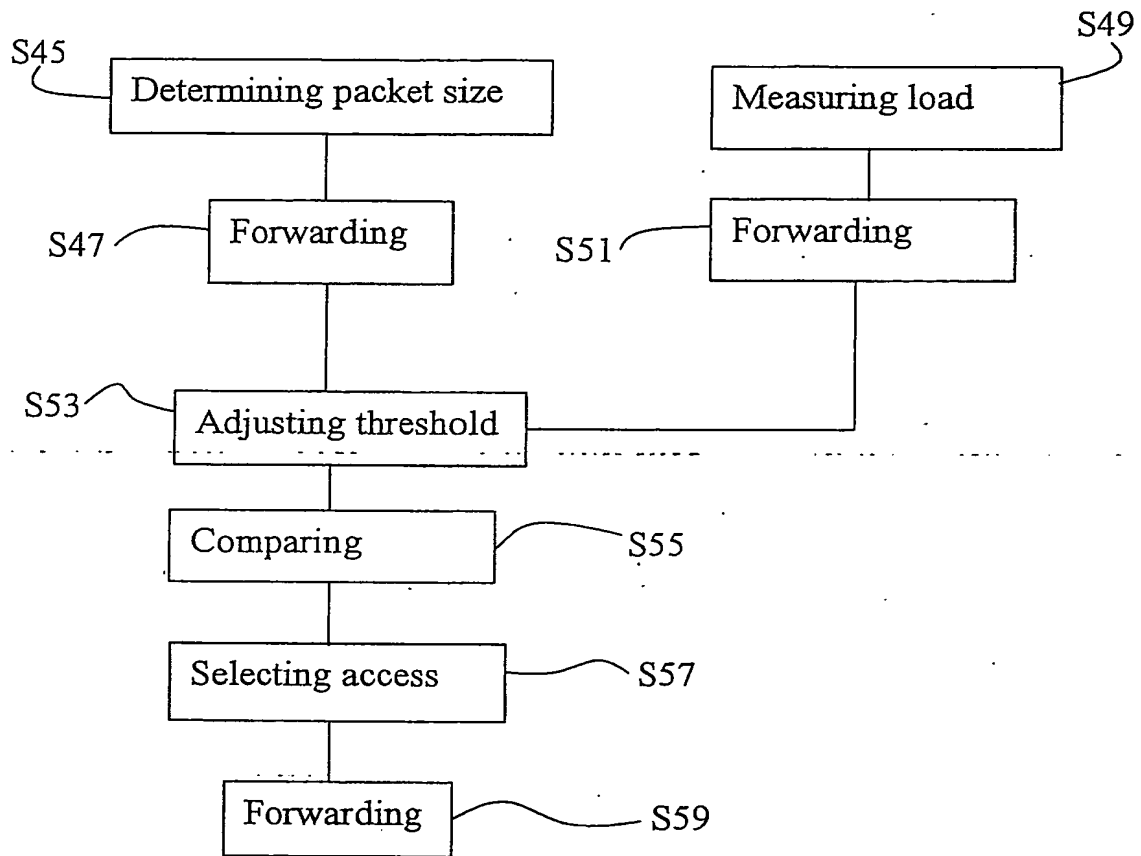 S45
Determining packet size
S49
Measuring load
S47
Forwarding
S51
Forwarding
S53
Adjusting threshold
Comparing
S55
Selecting access
S57
Forwarding
S59